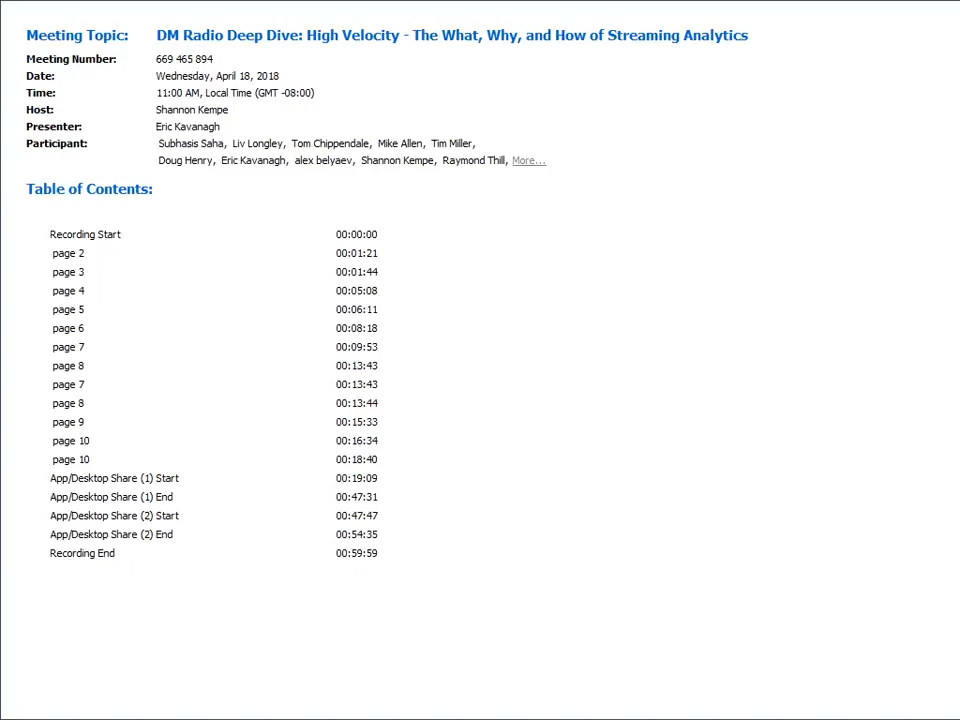 Meeting Topic: DM Radio Deep Dive: High Velocity - The What, Why, and How of Streaming Analytics
Meeting Number: 669 465 894
Date: Wednesday, April 18, 2018
Time: 11:00 AM, Local Time (GMT -08:00)
Host: Shannon Kempe
Presenter: Eric Kavanagh
Participant: Subhasis Saha, Liv Longley, Tom Chippendale, Mike Allen, Tim Miller,
Doug Henry, Eric Kavanagh, alex belyaev, Shannon Kempe, Raymond Thill, More...
Table of Contents:
Recording Start 00:00:00
page 2 00:01:21
page 3 00:01:44
page 4 00:05:08
page 5 00:06:11
page 6 00:08:18
page 7 00:09:53
page 8 00:13:43
page 7 00:13:43
page 8 00:13:44
page 9 00:15:33
page 10 00:16:34
page 10 00:18:40
App/Desktop Share (1) Start 00:19:09
App/Desktop Share (1) End 00:47:31
App/Desktop Share (2) Start 00:47:47
App/Desktop Share (2) End 00:54:35
Recording End 00:59:59